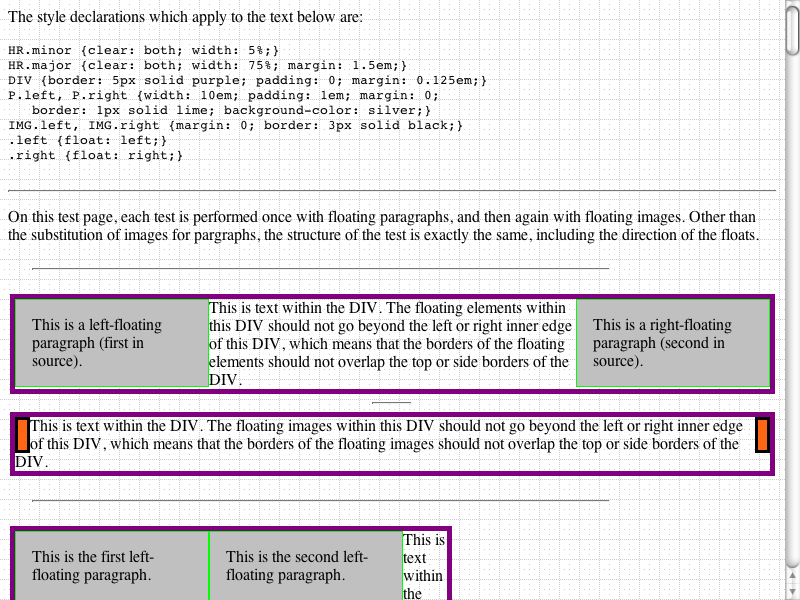 The style declarations which apply to the text below are:
HR.minor {clear: both; width: 5%;}
HR.major {clear: both; width: 75%; margin: 1.5em;}
DIV {border: 5px solid purple; padding: 0; margin: 0.125em;}
P.left, P.right {width: 10em; padding: 1em; margin: 0;
border: 1px solid lime; background-color: silver;}
IMG.left, IMG.right {margin: 0; border: 3px solid black;}
.left {float: left;}
.right {float: right;}
On this test page, each test is performed once with floating paragraphs, and then again with floating images. Other than
the substitution of images for pargraphs, the structure of the test is exactly the same, including the direction of the floats.
This is a left-floating
paragraph (first in
source).
This is text within the DIV. The floating elements within
this DIV should not go beyond the left or right inner edge
of this DIV, which means that the borders of the floating
elements should not overlap the top or side borders of the
DIV.
This is a right-floating
paragraph (second in
source).
This is text within the DIV. The floating images within this DIV should not go beyond the left or right inner edge
of this DIV, which means that the borders of the floating images should not overlap the top or side borders of the
DIV.
This is the first left-
floating paragraph.
This is the second left-
floating paragraph.
This is
text
within
the